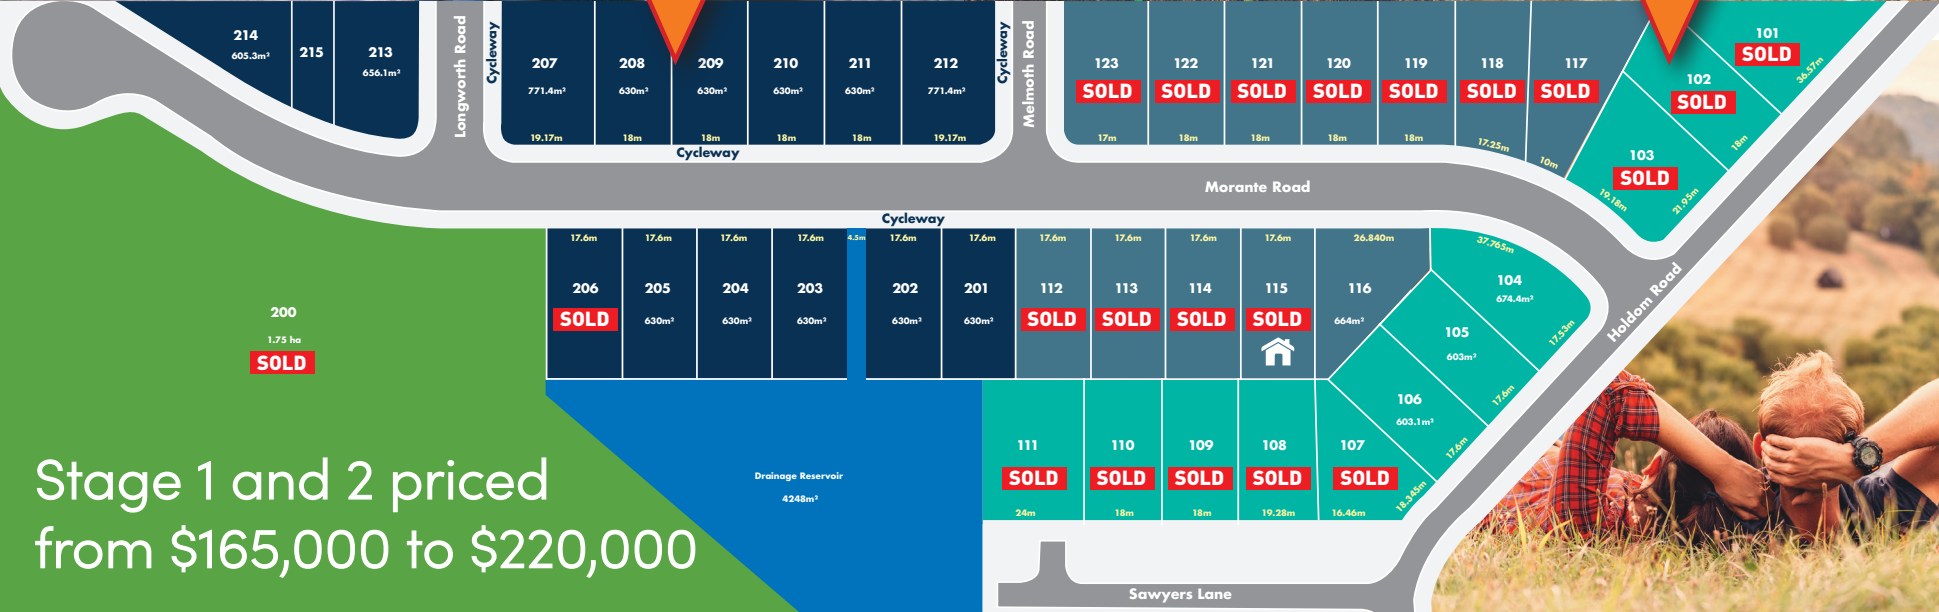 214
605.3m²
215
213
656.1m²
Longworth Road
Cycleway
207
771.4m²
19.17m
208
630m²
18m
209
630m²
18m
210
630m²
18m
211
630m²
18m
212
771.4m²
19.17m
Cycleway
Cycleway
Melmoth Road
123
SOLD
17m
122
SOLD
18m
121
SOLD
18m
120
SOLD
18m
119
SOLD
18m
118
SOLD
17.25m
117
SOLD
10m
101
SOLD
36.57m
102
SOLD
18m
103
SOLD
19.18m
21.95m
Morante Road
Cycleway
17.6m
206
SOLD
17.6m
205
630m²
17.6m
204
630m²
17.6m
203
630m²
4.5m
17.6m
202
630m²
17.6m
201
630m²
17.6m
112
SOLD
17.6m
113
SOLD
17.6m
114
SOLD
17.6m
115
SOLD
26.840m
116
664m²
37.765m
104
674.4m²
17.53m
105
603m²
17.6m
106
603.1m²
17.6m
Holdom Road
200
1.75 ha
SOLD
111
SOLD
24m
110
SOLD
18m
109
SOLD
18m
108
SOLD
19.28m
107
SOLD
16.46m
18.345m
Drainage Reservoir
4248m²
Stage 1 and 2 priced
from $165,000 to $220,000
Sawyers Lane